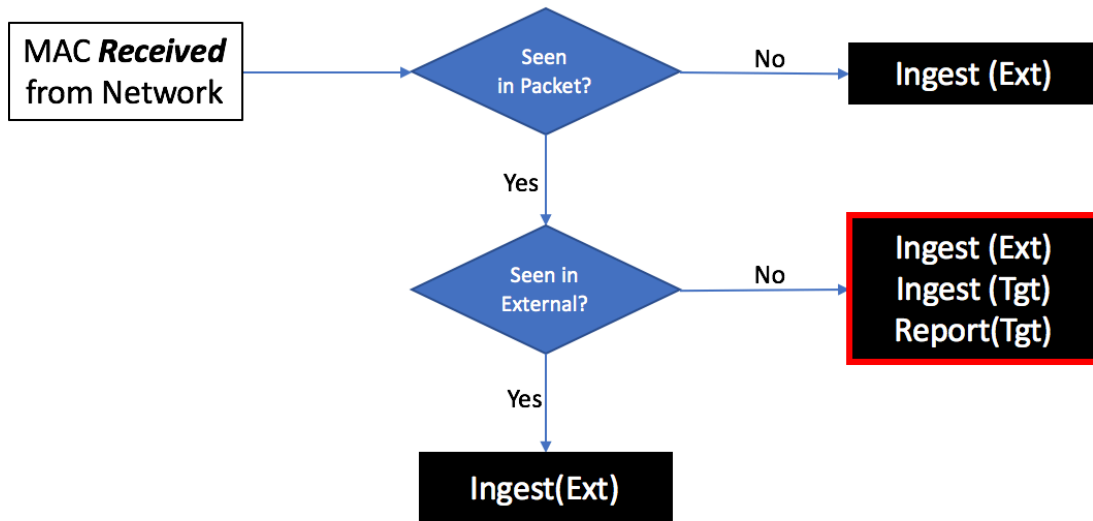 MAC Received
from Network
Seen
in Packet?
No
Ingest (Ext)
Yes
Seen in
External?
No
Ingest (Ext)
Ingest (Tgt)
Report(Tgt)
Yes
Ingest(Ext)